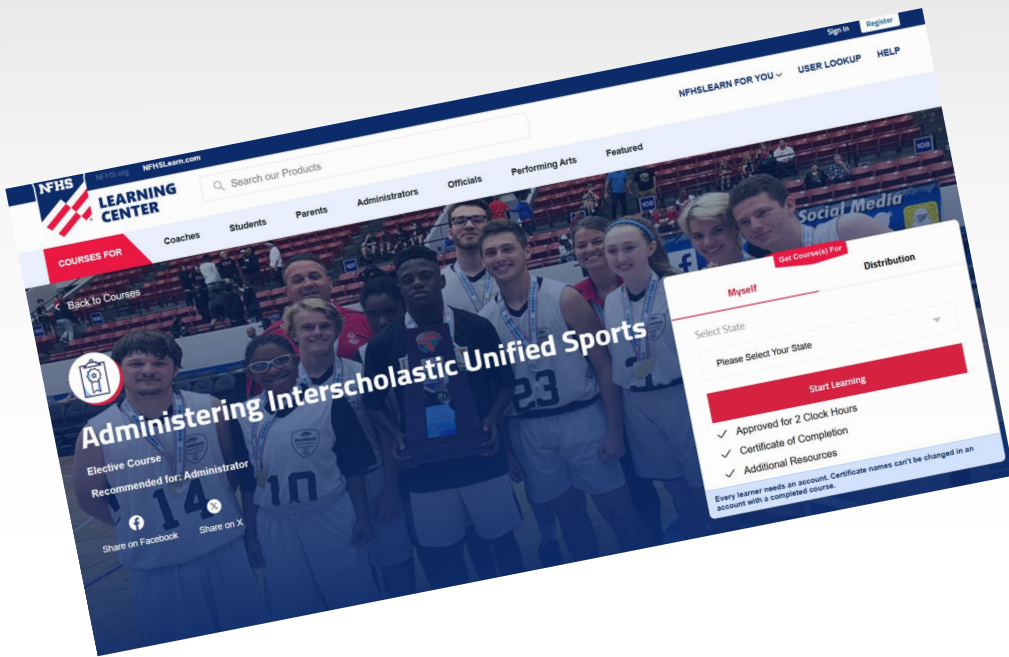 Sign In
Register
NFHS.org
NFHSLearn.com
NFHSLEARN FOR YOU
USER LOOKUP
HELP
NFHS
LEARNING
CENTER
Search our Products
COURSES FOR
Coaches
Students
Parents
Administrators
Officials
Performing Arts
Featured
Back to Courses
108
108
Social Media
Administering Interscholastic Unified Sports
Elective Course
Recommended for: Administrator
Share on Facebook
Share on X
14
10
23
Get Course(s) For
Myself
Distribution
Select State
Please Select Your State
Start Learning
Approved for 2 Clock Hours
Certificate of Completion
Additional Resources
Every learner needs an account. Certificate names can't be changed in an
account with a completed course.